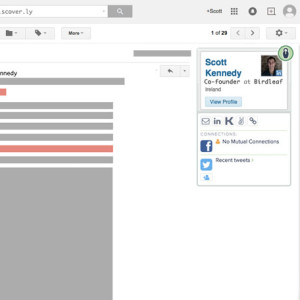 scover.ly
+Scott
More
1 of 29
nnedy
Scott
Kennedy
Co-founder at Birdleaf
Ireland
View Profile
CONNECTIONS
No Mutual Connections
Recent tweets ›